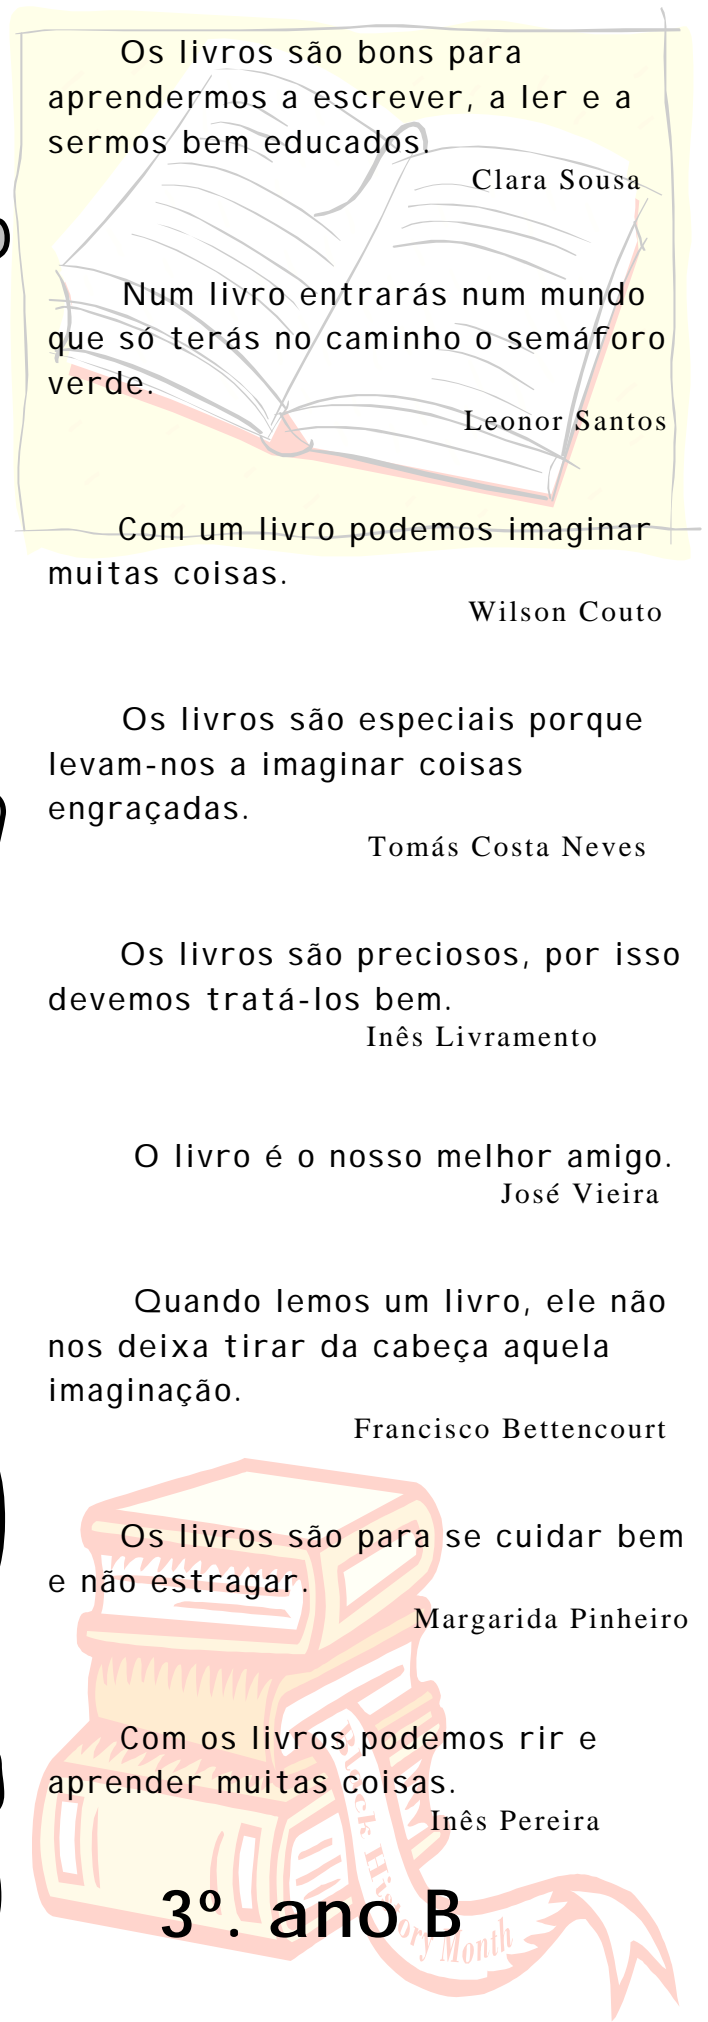 Os livros são bons para
aprendermos a escrever, a ler e a
sermos bem educados.
Clara Sousa
Num livro entrarás num mundo
que só terás no caminho o semáforo
verde.
Leonor Santos
Com um livro podemos imaginar
muitas coisas.
Wilson Couto
Os livros são especiais porque
levam-nos a imaginar coisas
engraçadas.
Tomás Costa Neves
Os livros são preciosos, por isso
devemos tratá-los bem.
Inês Livramento
O livro é o nosso melhor amigo.
José Vieira
Quando lemos um livro, ele não
nos deixa tirar da cabeça aquela
imaginação.
Francisco Bettencourt
Os livros são para se cuidar bem
e não estragar.
Margarida Pinheiro
Com os livros podemos rir e
aprender muitas coisas.
Inês Pereira
Black History Month
3º. ano B